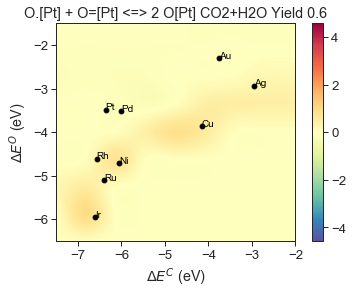 O.[Pt] + O=[Pt] <=> 2 O[Pt] CO2+H2O Yield 0.6
−2
−3
−4
−5
−6
ΔE^O (eV)
Au
Ag
Pt
Pd
Cu
Rh
Ni
Ru
Ir
−7
−6
−5
−4
−3
−2
ΔE^C (eV)
4
2
0
−2
−4